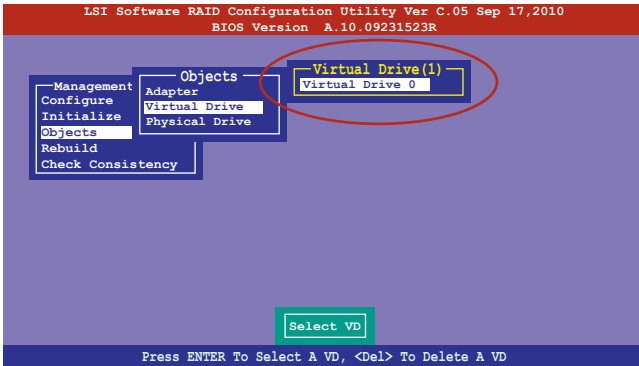 LSI Software RAID Configuration Utility Ver C.05 Sep 17,2010
BIOS Version A.10.09231523R
Management
Configure
Initialize
Objects
Rebuild
Check Consistency
Objects
Adapter
Virtual Drive
Physical Drive
Virtual Drive(1)
Virtual Drive 0
Select VD
Press ENTER To Select A VD, <Del> To Delete A VD